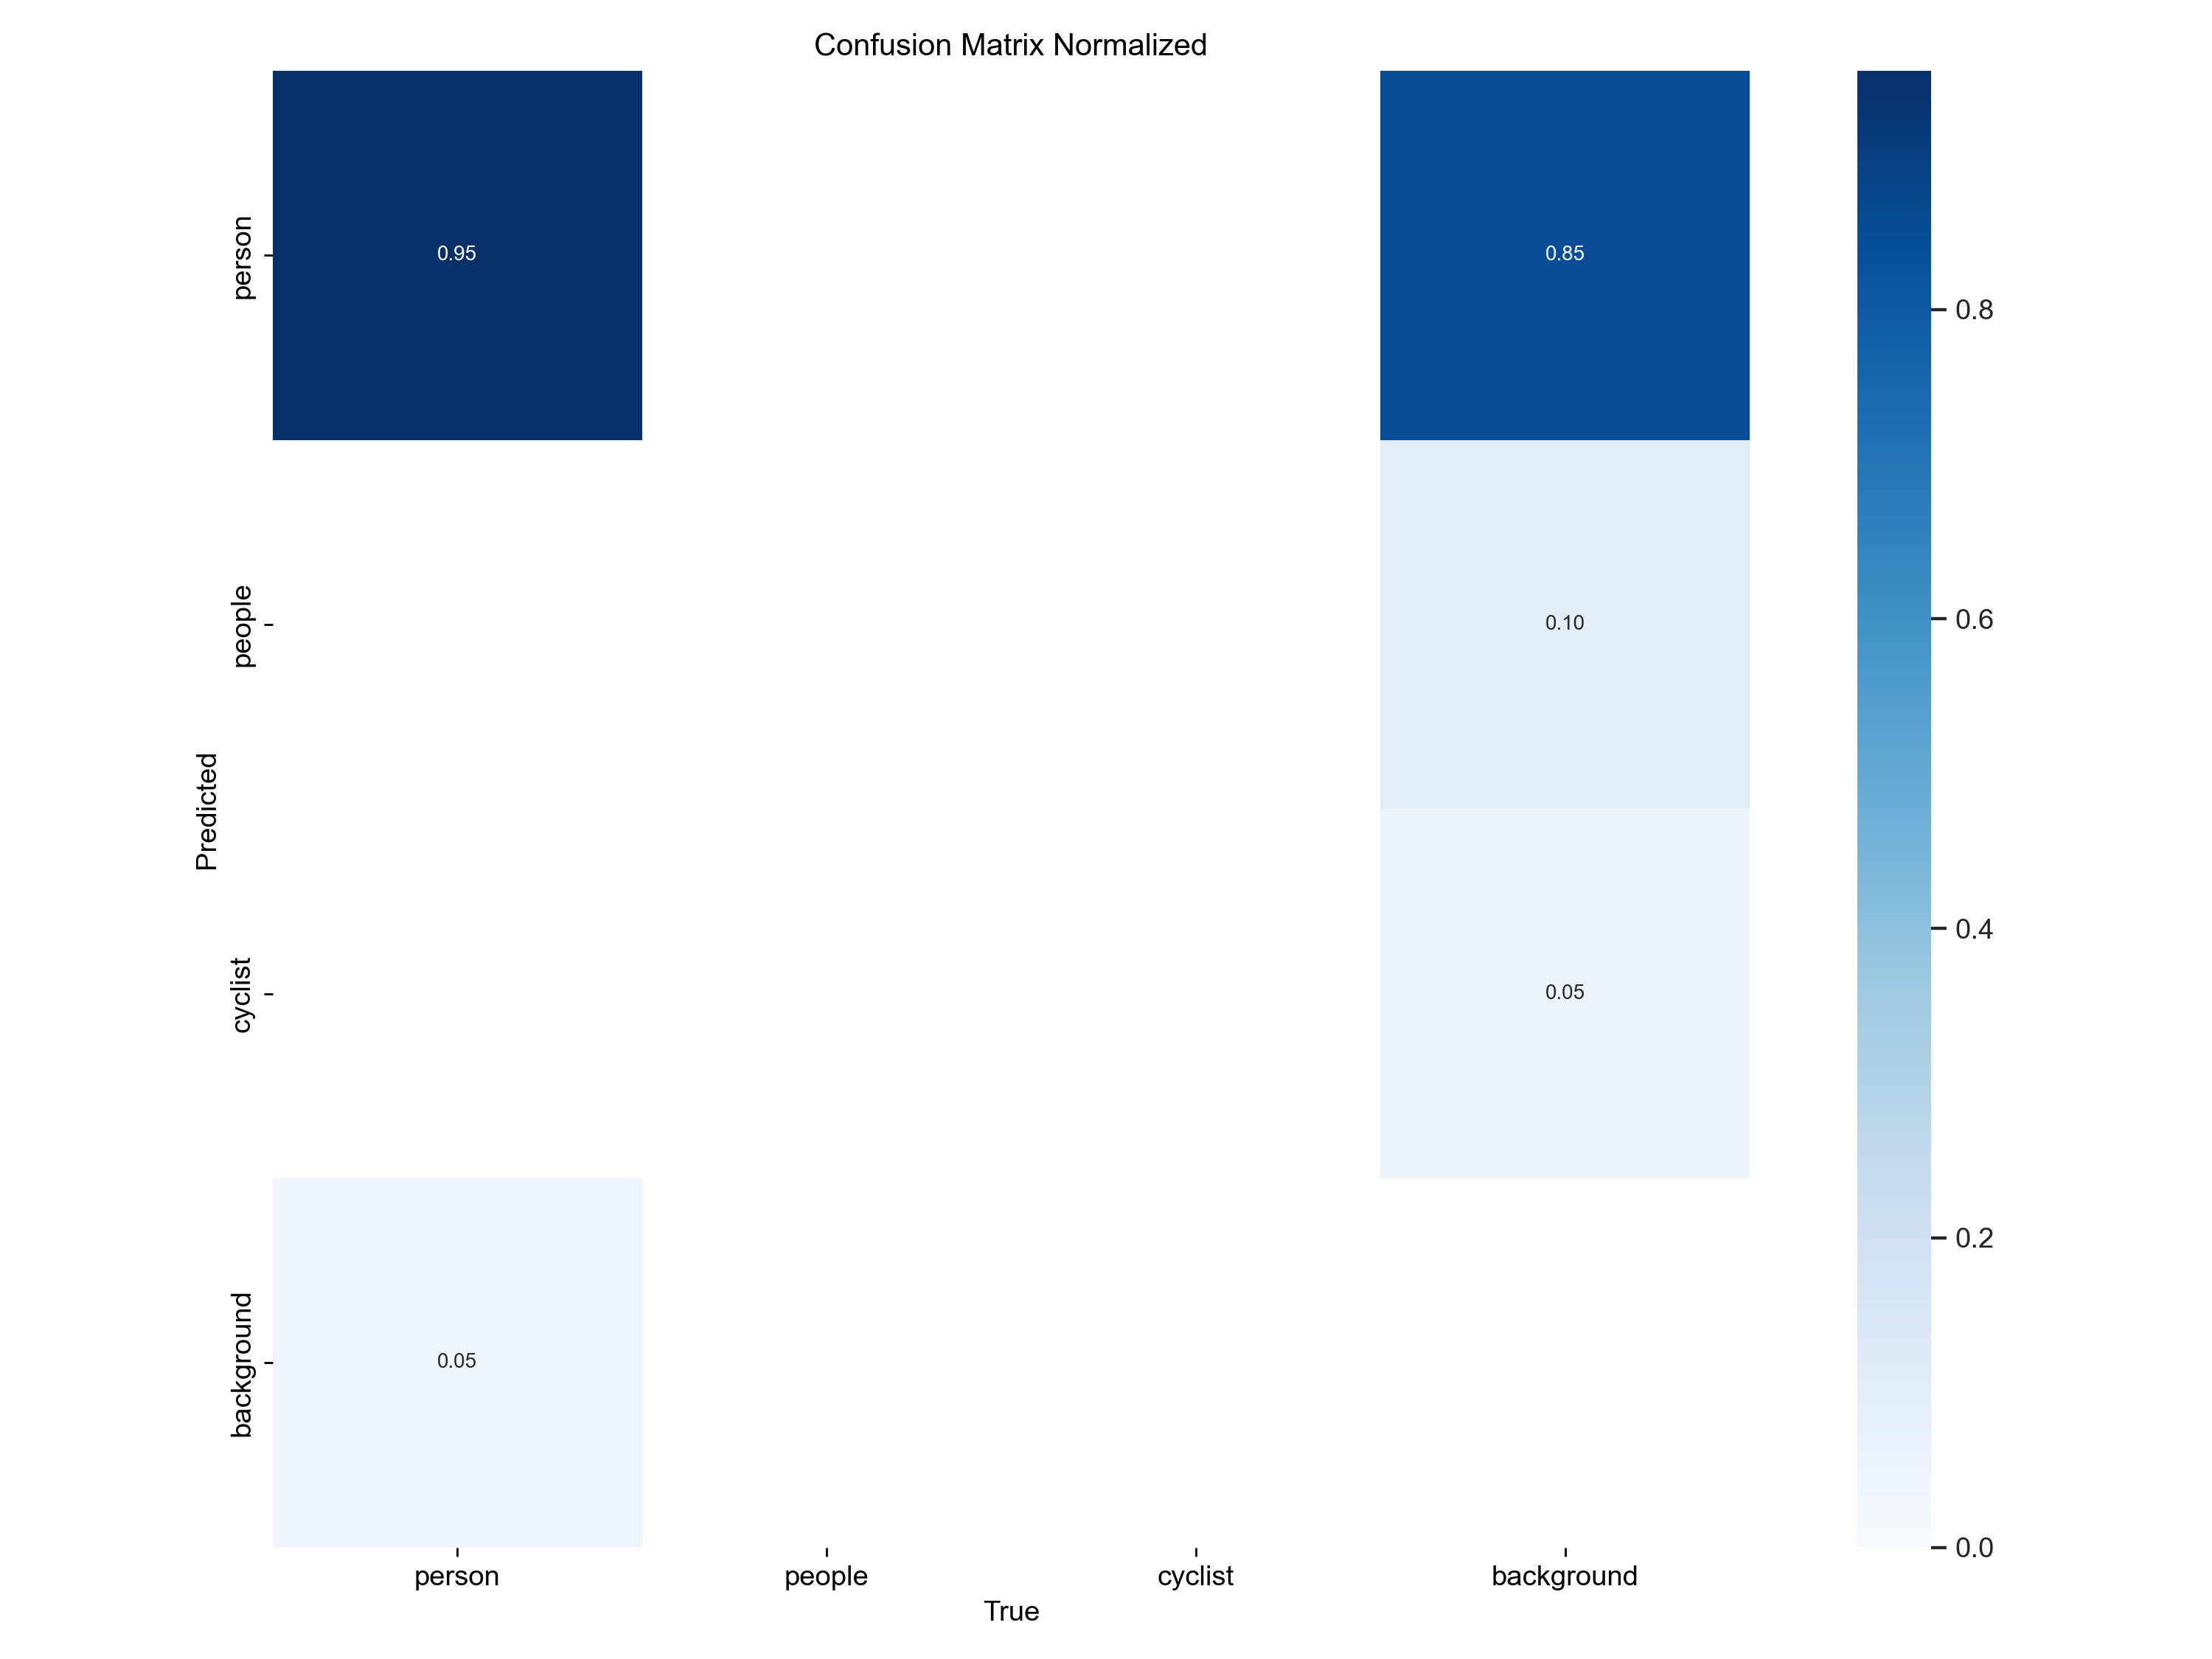 Confusion Matrix Normalized
person
0.95
0.85
0.8
people
0.10
0.6
Predicted
0.4
cyclist
0.05
0.2
background
0.05
0.0
person
people
cyclist
background
True